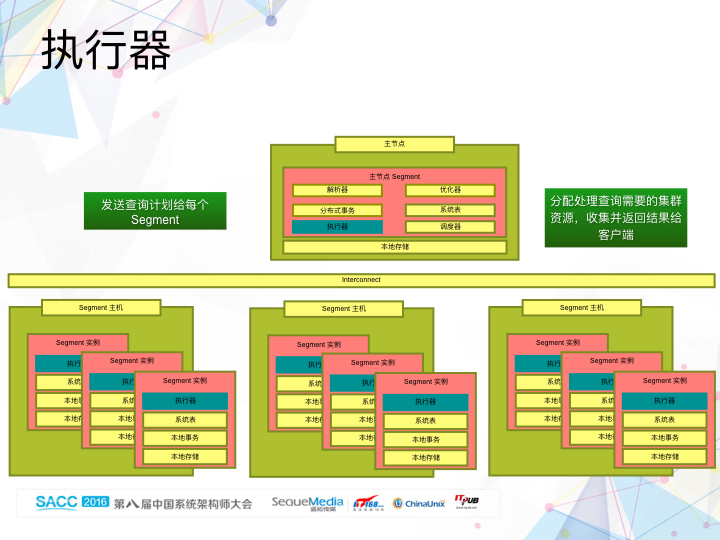 执行器
主节点
主节点 Segment
解析器
优化器
分布式事务
系统表
执行器
调度器
本地存储
发送查询计划给每个
Segment
分配处理查询需要的集群
资源，收集并返回结果给
客户端
Interconnect
Segment 主机
Segment 实例
执行
系统
本地
本地
Segment 实例
执行
系统
本地
本地
Segment 实例
执行器
系统表
本地事务
本地存储
Segment 主机
Segment 实例
执行
系统
本地
本地
Segment 实例
执行
系统
本地
本地
Segment 实例
执行器
系统表
本地事务
本地存储
Segment 主机
Segment 实例
执行
系统
本地
本地
Segment 实例
执行
系统
本地
本地
Segment 实例
执行器
系统表
本地事务
本地存储
SACC 2016 第八届中国系统架构师大会
SequeMedia
盛拓传媒
IT168.com
ChinaUnix
ITPUB
www.itpub.net